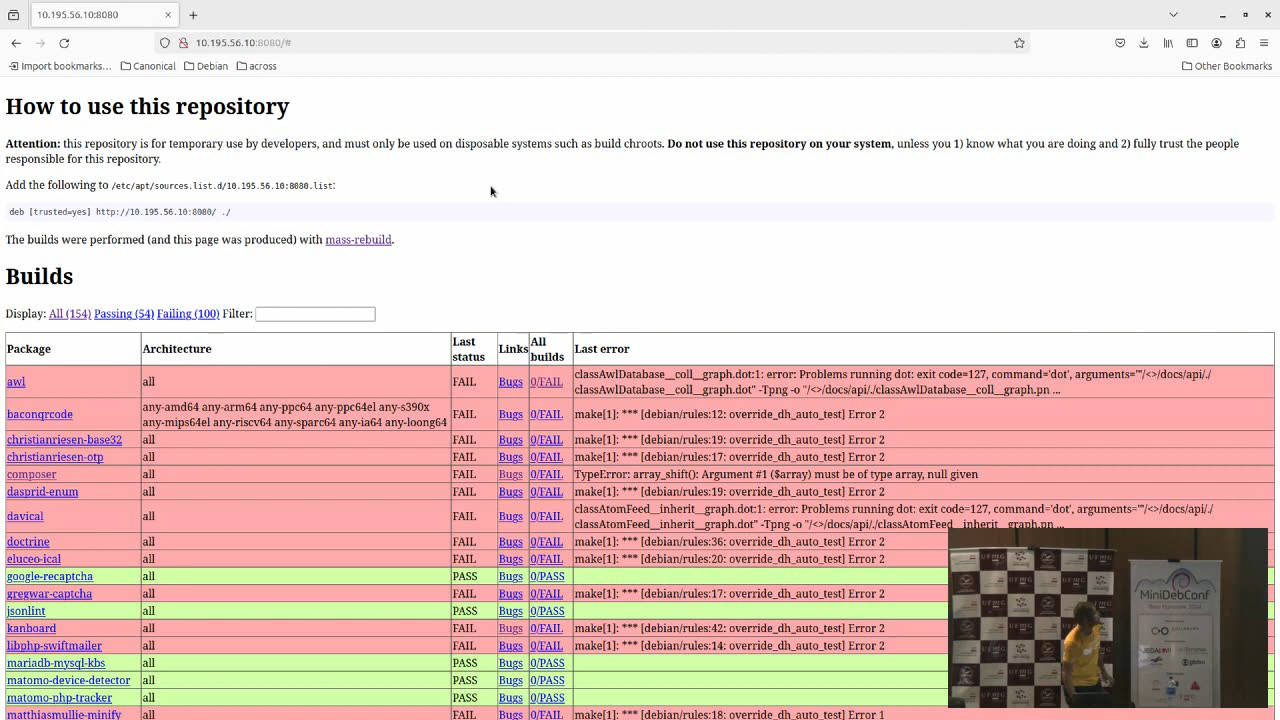 10.195.56.10:8080
10.195.56.10:8080/#
Import bookmarks… Canonical Debian across Other Bookmarks
How to use this repository
Attention: this repository is for temporary use by developers, and must only be used on disposable systems such as build chroots. Do not use this repository on your system, unless you 1) know what you are doing and 2) fully trust the people
responsible for this repository.
Add the following to /etc/apt/sources.list.d/10.195.56.10:8080.list:
deb [trusted=yes] http://10.195.56.10:8080/ ./
The builds were performed (and this page was produced) with mass-rebuild.
Builds
Display: All (154) Passing (54) Failing (100) Filter:
Package Architecture Last status Links All builds Last error
awl all FAIL Bugs 0/FAIL classAwlDatabase__coll__graph.dot:1: error: Problems running dot: exit code=127, command='dot', arguments='"/<>/docs/api/./
classAwlDatabase__coll__graph.dot" -Tpng -o "/<>/docs/api/./classAwlDatabase__coll__graph.pn ...
baconqrcode any-amd64 any-arm64 any-ppc64 any-ppc64el any-s390x
any-mips64el any-riscv64 any-sparc64 any-ia64 any-loong64 FAIL Bugs 0/FAIL make[1]: *** [debian/rules:12: override_dh_auto_test] Error 2
christianriesen-base32 all FAIL Bugs 0/FAIL make[1]: *** [debian/rules:19: override_dh_auto_test] Error 2
christianriesen-otp all FAIL Bugs 0/FAIL make[1]: *** [debian/rules:17: override_dh_auto_test] Error 2
composer all FAIL Bugs 0/FAIL TypeError: array_shift(): Argument #1 ($array) must be of type array, null given
dasprid-enum all FAIL Bugs 0/FAIL make[1]: *** [debian/rules:19: override_dh_auto_test] Error 2
davical all FAIL Bugs 0/FAIL classAtomFeed__inherit__graph.dot:1: error: Problems running dot: exit code=127, command='dot', arguments='"/<>/docs/api/./
classAtomFeed__inherit__graph.dot" -Tpng -o "/<>/docs/api/./classAtomFeed__inherit__graph.pn ...
doctrine all FAIL Bugs 0/FAIL make[1]: *** [debian/rules:36: override_dh_auto_test] Error 2
eluceo-ical all FAIL Bugs 0/FAIL make[1]: *** [debian/rules:20: override_dh_auto_test] Error 2
google-recaptcha all PASS Bugs 0/PASS
gregwar-captcha all FAIL Bugs 0/FAIL make[1]: *** [debian/rules:17: override_dh_auto_test] Error 2
jsonlint all PASS Bugs 0/PASS
kanboard all FAIL Bugs 0/FAIL make[1]: *** [debian/rules:42: override_dh_auto_test] Error 2
libphp-swiftmailer all FAIL Bugs 0/FAIL make[1]: *** [debian/rules:14: override_dh_auto_test] Error 2
mariadb-mysql-kbs all PASS Bugs 0/PASS
matomo-device-detector all PASS Bugs 0/PASS
matomo-php-tracker all PASS Bugs 0/PASS
matthiasmullie-minify all FAIL Bugs 0/FAIL make[1]: *** [debian/rules:18: override_dh_auto_test] Error 1
UFMG
MiniDebConf
globo